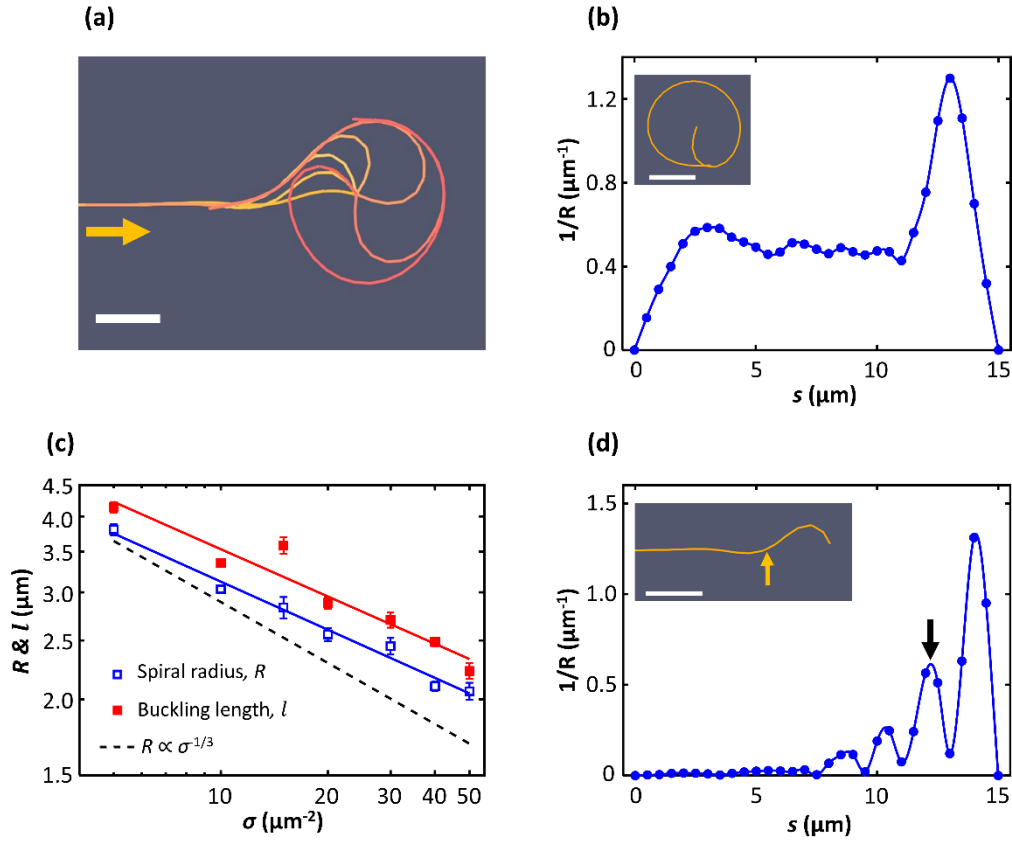 (a)
(b)
1/R (µm⁻¹)
1.2
0.8
0.4
0
0
5
10
15
s (µm)
(c)
R & l (µm)
4.5
4.0
3.5
3.0
2.5
2.0
1.5
Spiral radius, R
Buckling length, l
R ∝ σ^1/3
10
20
30
40
50
σ (µm⁻²)
(d)
1/R (µm⁻¹)
1.5
1.0
0.5
0
0
5
10
15
s (µm)